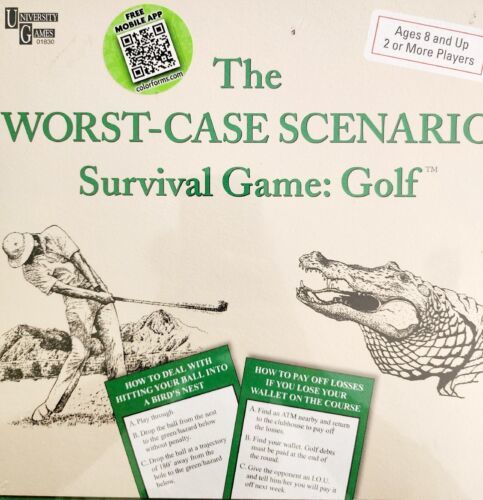 UNIVERSITY
GAMES
01830
FREE
MOBILE APP
colorforms.com
Ages 8 and Up
2 or More Players
The
WORST-CASE SCENARIO
Survival Game: Golf™
HOW TO DEAL WITH
HITTING YOUR BALL INTO
A BIRD'S NEST
A. Play through.
B. Drop the ball from the nest
to the green/hazard below
without penalty.
C. Drop the ball at a trajectory
of 180° away from the
hole to the green/hazard
below.
HOW TO PAY OFF LOSSES
IF YOU LOSE YOUR
WALLET ON THE COURSE
A. Find an ATM nearby and return
to the clubhouse to pay off
the losses.
B. Find your wallet. Golf debts
must be paid at the end of
the round.
C. Give the opponent an I.O.U.
and tell him/her you will pay it
off next week.